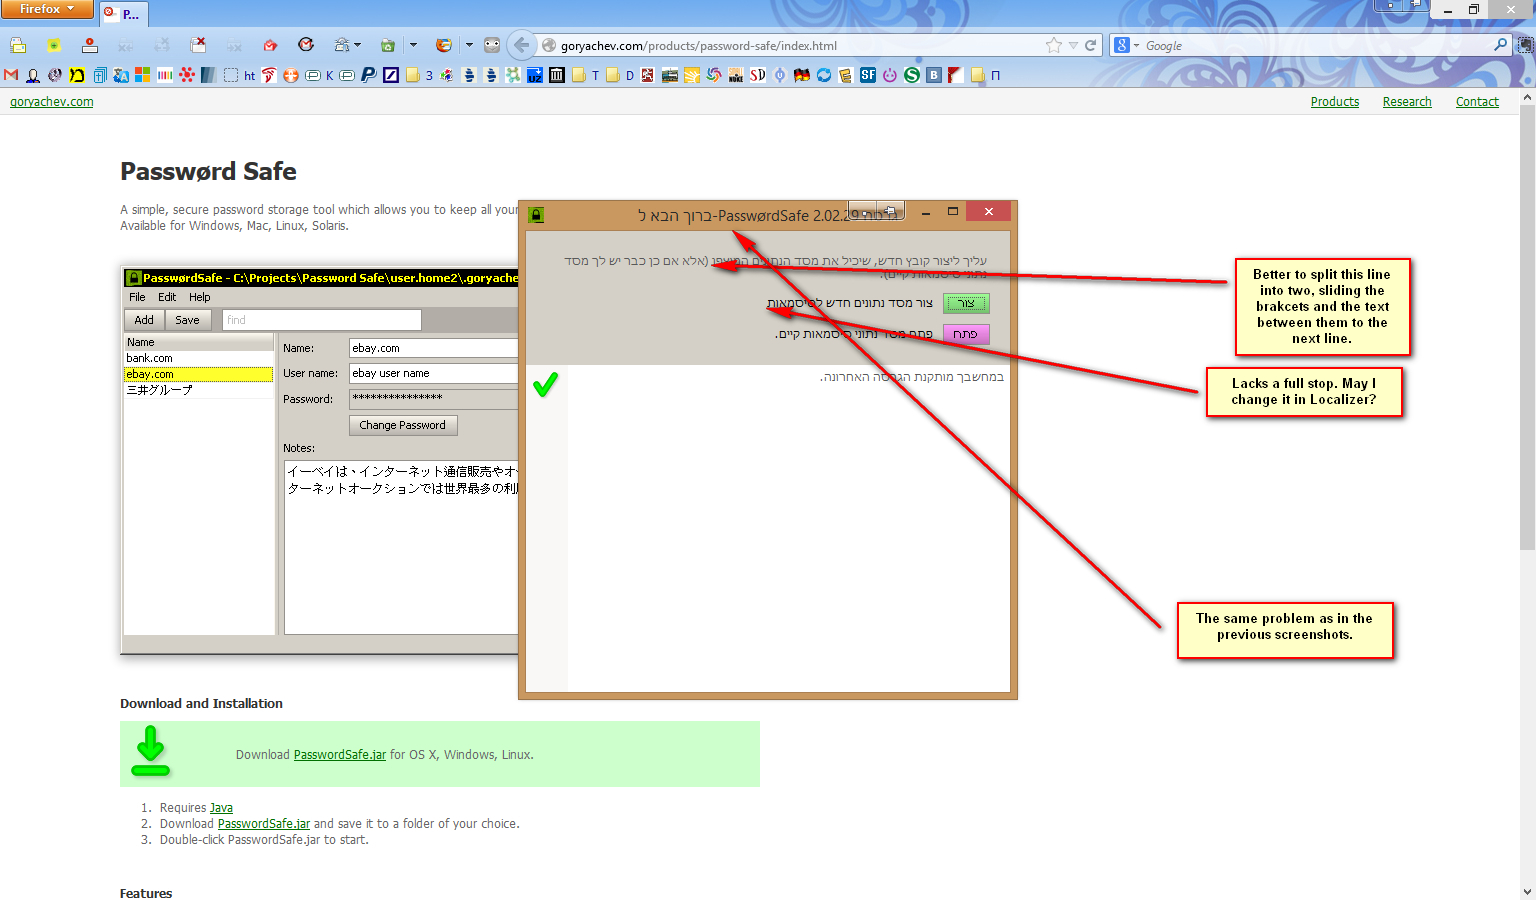 Firefox
P...
goryachev.com/products/password-safe/index.html
Google
ht
K
3
UZ
T
D
NUKE
SD
SF
S
B
П
goryachev.com
Products
Research
Contact
Passwørd Safe
A simple, secure password storage tool which allows you to keep all your
Available for Windows, Mac, Linux, Solaris.
PasswørdSafe - C:\Projects\Password Safe\user.home2\.goryachev
File Edit Help
Add
Save
find
Name
bank.com
ebay.com
三井グループ
Name:
ebay.com
User name:
ebay user name
Password:
***************
Change Password
Notes:
イーベイは、インターネット通信販売やオ
ターネットオークションでは世界最多の利
ברוך הבא ל-PasswørdSafe 2.02.29
עליך ליצור קובץ חדש, שיכיל את מסד הנתונים המוצפן (אלא אם כן כבר יש לך מסד
נתוני סיסמאות קיים).
צור
צור מסד נתונים חדש לסיסמאות
פתח
פתח מסד נתוני סיסמאות קיים.
במחשבך מותקנת הגרסה האחרונה.
Better to split this line
into two, sliding the
brakcets and the text
between them to the
next line.
Lacks a full stop. May I
change it in Localizer?
The same problem as in the
previous screenshots.
Download and Installation
Download PasswordSafe.jar for OS X, Windows, Linux.
1. Requires Java
2. Download PasswordSafe.jar and save it to a folder of your choice.
3. Double-click PasswordSafe.jar to start.
Features